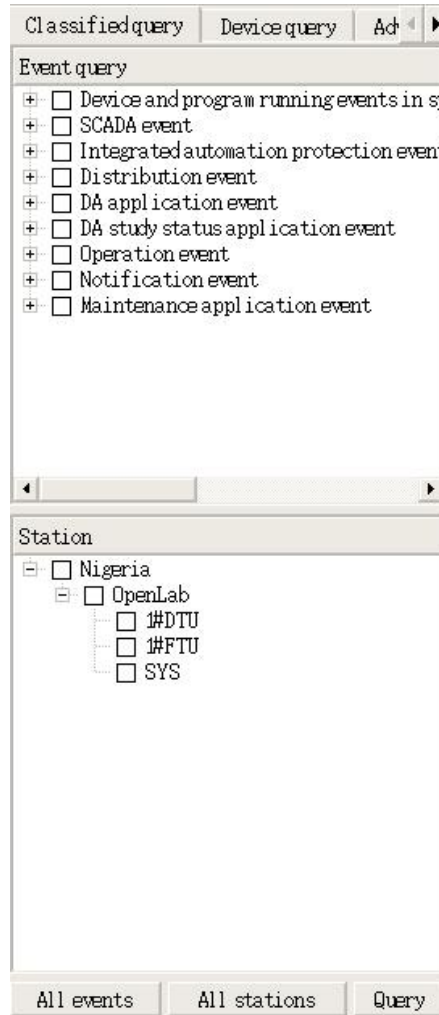 Classified query Device query Ad
Event query
Device and program running events in s
SCADA event
Integrated automation protection even
Distribution event
DA application event
DA study status application event
Operation event
Notification event
Maintenance application event
Station
Nigeria
OpenLab
1#DTU
1#FTU
SYS
All events All stations Query